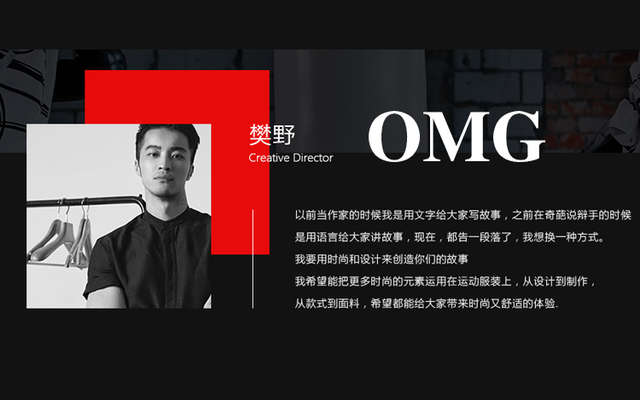 樊野
Creative Director
OMG
以前当作家的时候我是用文字给大家写故事，之前在奇葩说辩手的时候
是用语言给大家讲故事，现在，都告一段落了，我想换一种方式。
我要用时尚和设计来创造你们的故事
我希望能把更多时尚的元素运用在运动服装上，从设计到制作，
从款式到面料，希望都能给大家带来时尚又舒适的体验.